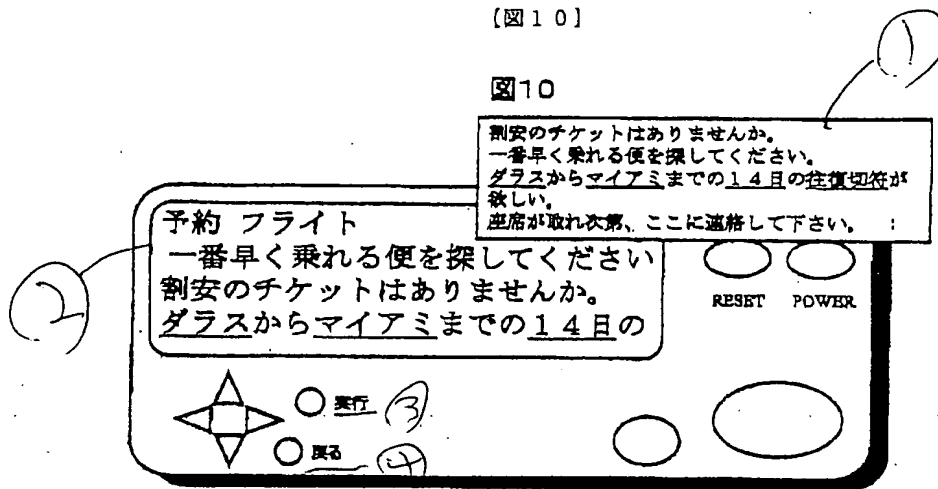 【図10】
①
図10
割安のチケットはありませんか。
一番早く乗れる便を探してください。
ダラスからマイアミまでの14日の往復切符が
欲しい。
座席が取れ次第、ここに連絡して下さい。 :
予約 フライト
一番早く乗れる便を探してください
割安のチケットはありませんか。
ダラスからマイアミまでの14日の
②
RESET POWER
実行 ③
戻る ④